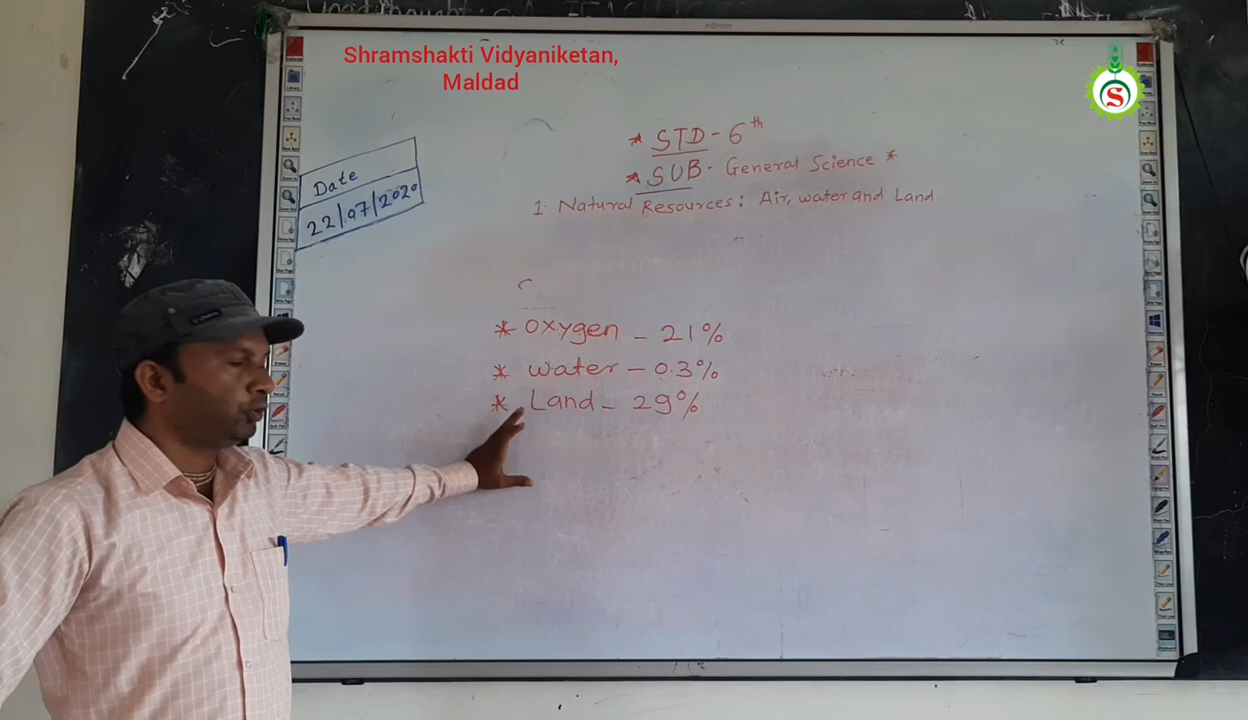 Shramshakti Vidyaniketan,
Maldad
S
* STD - 6th
* SUB - General Science *
1. Natural Resources : Air, water and Land.
Date
22/07/2020
* Oxygen - 21%
* water - 0.3%
* Land - 29%